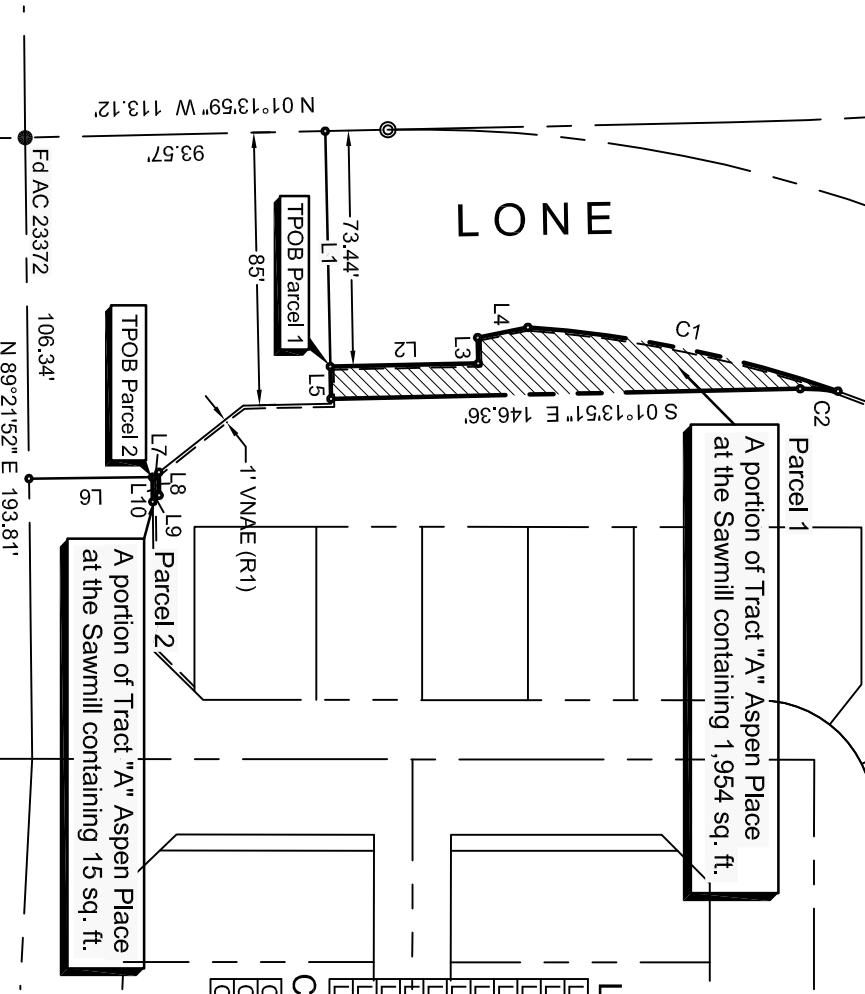 N 01°13'59" W 113.12'
93.57'
Fd AC 23372
106.34'
N 89°21'52" E 193.81'
LONE
73.44'
L1
85'
TPOB Parcel 1
TPOB Parcel 2
L2
L3
L4
L5
C1
C2
S 01°13'51" E 146.36'
L6
L7
L8
L9
L10
1' VNAE (R1)
Parcel 1
A portion of Tract "A" Aspen Place
at the Sawmill containing 1,954 sq. ft.
Parcel 2
A portion of Tract "A" Aspen Place
at the Sawmill containing 15 sq. ft.